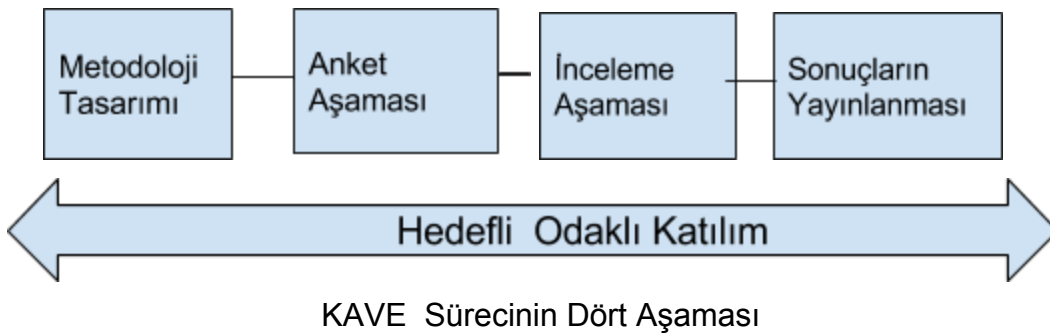 Metodoloji
Tasarımı
Anket
Aşaması
İnceleme
Aşaması
Sonuçların
Yayınlanması
Hedefli Odaklı Katılım
KAVE Sürecinin Dört Aşaması